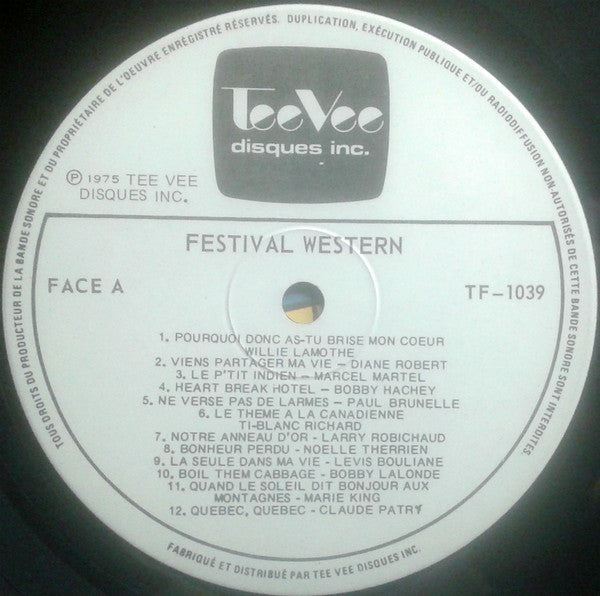 TOUS DROITS DU PRODUCTEUR DE LA BANDE SONORE ET DU PROPRIÉTAIRE DE L'OEUVRE ENREGISTRÉ RÉSERVÉS. DUPLICATION, EXÉCUTION PUBLIQUE ET/OU RADIODIFFUSION NON-AUTORISÉS DE CETTE BANDE SONORE SONT INTERDITES.
TeeVee
disques inc.
Ⓟ 1975 TEE VEE
DISQUES INC.
FESTIVAL WESTERN
FACE A
TF-1039
1. POURQUOI DONC AS-TU BRISE MON COEUR
WILLIE LAMOTHE
2. VIENS PARTAGER MA VIE – DIANE ROBERT
3. LE P'TIT INDIEN – MARCEL MARTEL
4. HEART BREAK HOTEL – BOBBY HACHEY
5. NE VERSE PAS DE LARMES – PAUL BRUNELLE
6. LE THEME A LA CANADIENNE
TI-BLANC RICHARD
7. NOTRE ANNEAU D'OR - LARRY ROBICHAUD
8. BONHEUR PERDU - NOELLE THERRIEN
9. LA SEULE DANS MA VIE - LEVIS BOULIANE
10. BOIL THEM CABBAGE - BOBBY LALONDE
11. QUAND LE SOLEIL DIT BONJOUR AUX
MONTAGNES - MARIE KING
12. QUEBEC, QUEBEC - CLAUDE PATRY
FABRIQUÉ ET DISTRIBUÉ PAR TEE VEE DISQUES INC.